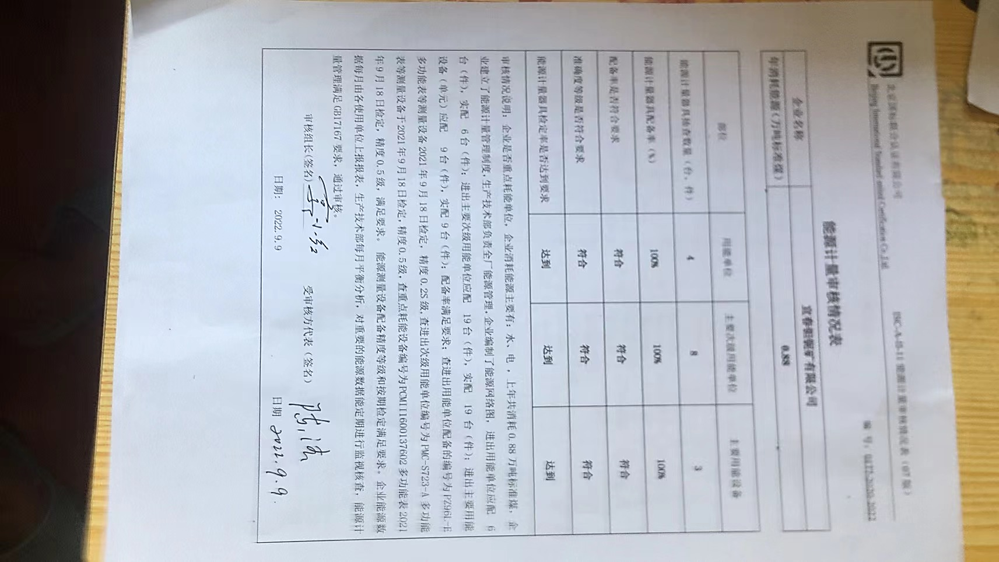 北京国标联合认证有限公司
Beijing International Standard united Certification Co.,Ltd.
ISC-A-II-11 能源计量审核情况表（07版）
编号：0177-2020-2022
能源计量审核情况表
企业名称 宜春钽铌矿有限公司
年消耗能源（万吨标准煤） 0.88
部位 用能单位 主要次级用能单位 主要用能设备
能源计量器具抽查数量（台，件） 4 8 3
能源计量器具配备率（%） 100% 100% 100%
配备率是否符合要求 符合 符合 符合
准确度等级是否符合要求 符合 符合 符合
能源计量器具检定率是否达到要求 达到 达到 达到
审核情况说明：企业是否重点耗能单位，企业消耗能源主要有：水、电，上年共消耗0.88万吨标准煤，企
业建立了能源计量管理制度，生产技术部负责全厂能源管理，企业编制了能源网络图，进出用能单位应配 6
台（件），实配 6台（件）；进出主要次级用能单位应配 19台（件），实配 19台（件）；进出主要用能
设备（单元）应配 9台（件），实配9台（件）；配备率满足要求；查进出用能单位配备的编号为PZ96L-E
多功能表等测量设备2021年9月18日检定，精度0.2S级，查进出次级用能单位编号为PMC-S723-A多功能
表等测量设备于2021年9月18日检定，精度0.5级，查重点耗能设备编号为PCM111600137602多功能表2021
年9月18日检定，精度0.5级，满足要求。 能源测量设备配备精度等级和按期检定满足要求。企业能源数
据每月由各使用单位上报报表，生产技术部每月平衡分析，对重要的能源数据能定期进行监视核查，能源计
量管理满足GB17167要求，通过审核。
审核组长(签名) 受审核方代表（签名）
日期：2022.9.9 日期 2022.9.9.